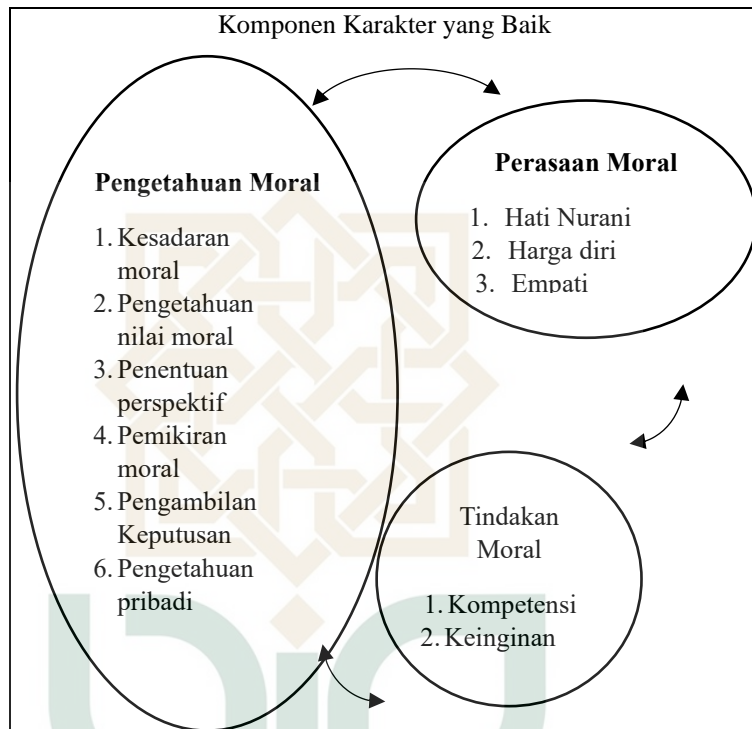 Komponen Karakter yang Baik
Pengetahuan Moral
1. Kesadaran
moral
2. Pengetahuan
nilai moral
3. Penentuan
perspektif
4. Pemikiran
moral
5. Pengambilan
Keputusan
6. Pengetahuan
pribadi
Perasaan Moral
1. Hati Nurani
2. Harga diri
3. Empati
Tindakan
Moral
1. Kompetensi
2. Keinginan